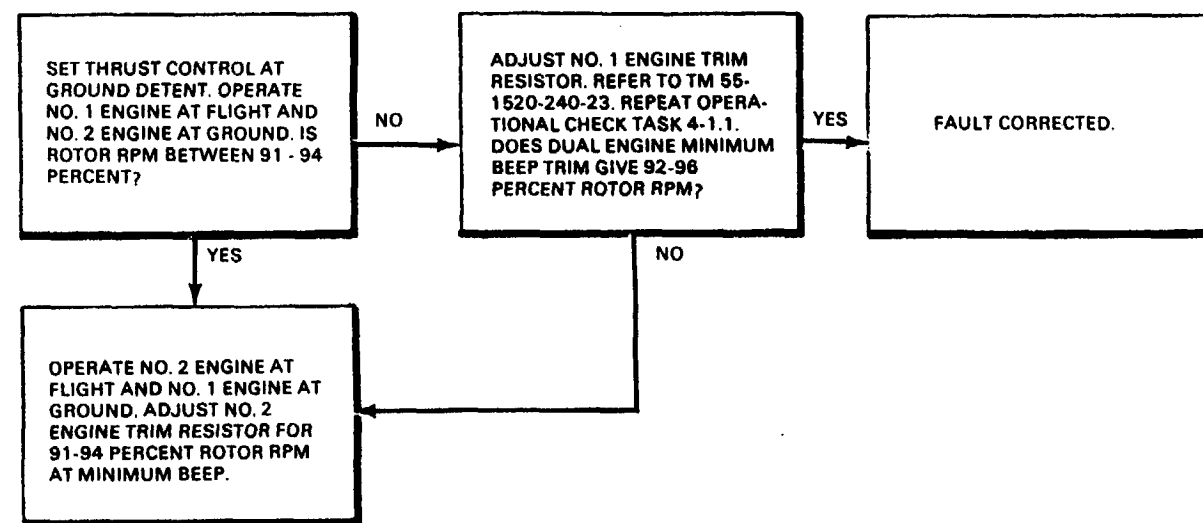 SET THRUST CONTROL AT
GROUND DETENT. OPERATE
NO. 1 ENGINE AT FLIGHT AND
NO. 2 ENGINE AT GROUND. IS
ROTOR RPM BETWEEN 91 - 94
PERCENT?
NO
ADJUST NO. 1 ENGINE TRIM
RESISTOR. REFER TO TM 55-
1520-240-23. REPEAT OPERA-
TIONAL CHECK TASK 4-1.1.
DOES DUAL ENGINE MINIMUM
BEEP TRIM GIVE 92-96
PERCENT ROTOR RPM?
YES
FAULT CORRECTED.
YES
NO
OPERATE NO. 2 ENGINE AT
FLIGHT AND NO. 1 ENGINE AT
GROUND. ADJUST NO. 2
ENGINE TRIM RESISTOR FOR
91-94 PERCENT ROTOR RPM
AT MINIMUM BEEP.